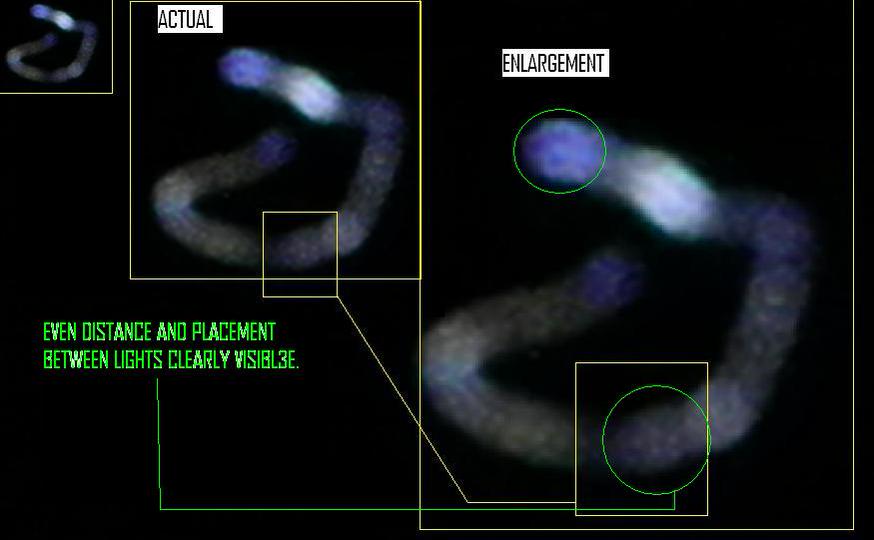 ACTUAL
ENLARGEMENT
EVEN DISTANCE AND PLACEMENT
BETWEEN LIGHTS CLEARLY VISIBL3E.